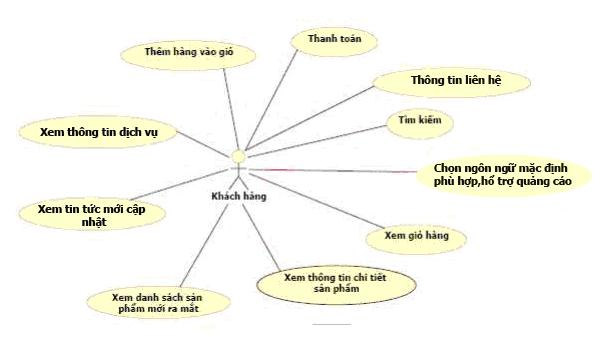 Thanh toán
Thêm hàng vào giỏ
Thông tin liên hệ
Tìm kiếm
Xem thông tin dịch vụ
Chọn ngôn ngữ mặc định
phù hợp,hổ trợ quảng cáo
Khách hàng
Xem tin tức mới cập
nhật
Xem giỏ hàng
Xem thông tin chi tiết
sản phẩm
Xem danh sách sản
phẩm mới ra mắt